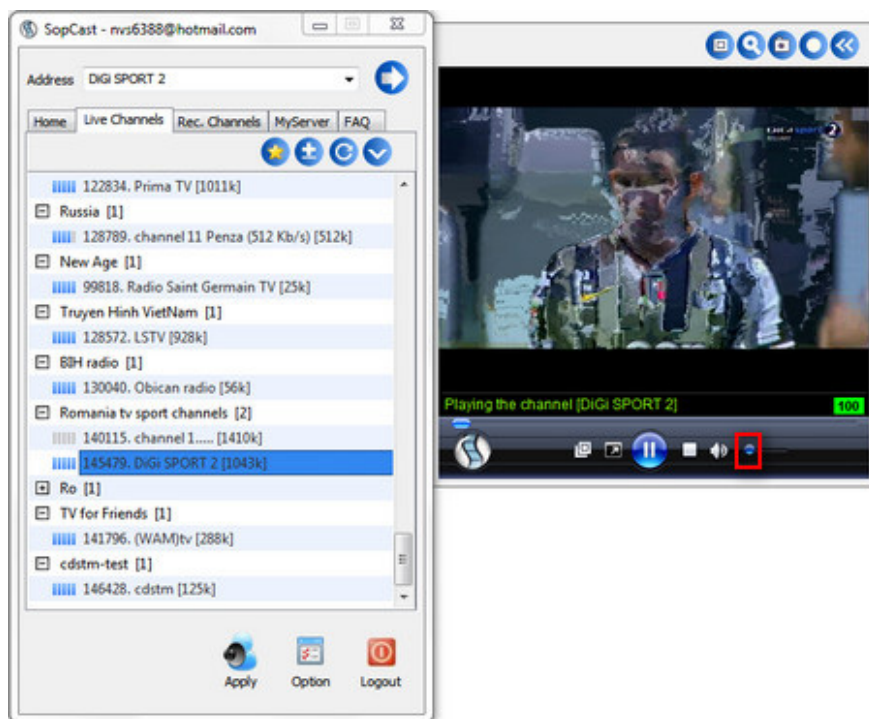 SopCast - nvs6388@hotmail.com
Address DiGi SPORT 2
Home Live Channels Rec. Channels MyServer FAQ
122834. Prima TV [1011k]
Russia [1]
128789. channel 11 Penza (512 Kb/s) [512k]
New Age [1]
99818. Radio Saint Germain TV [25k]
Truyen Hinh VietNam [1]
128572. LSTV [928k]
BIH radio [1]
130040. Obican radio [56k]
Romania tv sport channels [2]
140115. channel 1..... [1410k]
145479. DiGi SPORT 2 [1043k]
Ro [1]
TV for Friends [1]
141796. (WAM)tv [288k]
cdstm-test [1]
146428. cdstm [125k]
Apply Option Logout
DIGI sport 2
Playing the channel [DiGi SPORT 2] 100